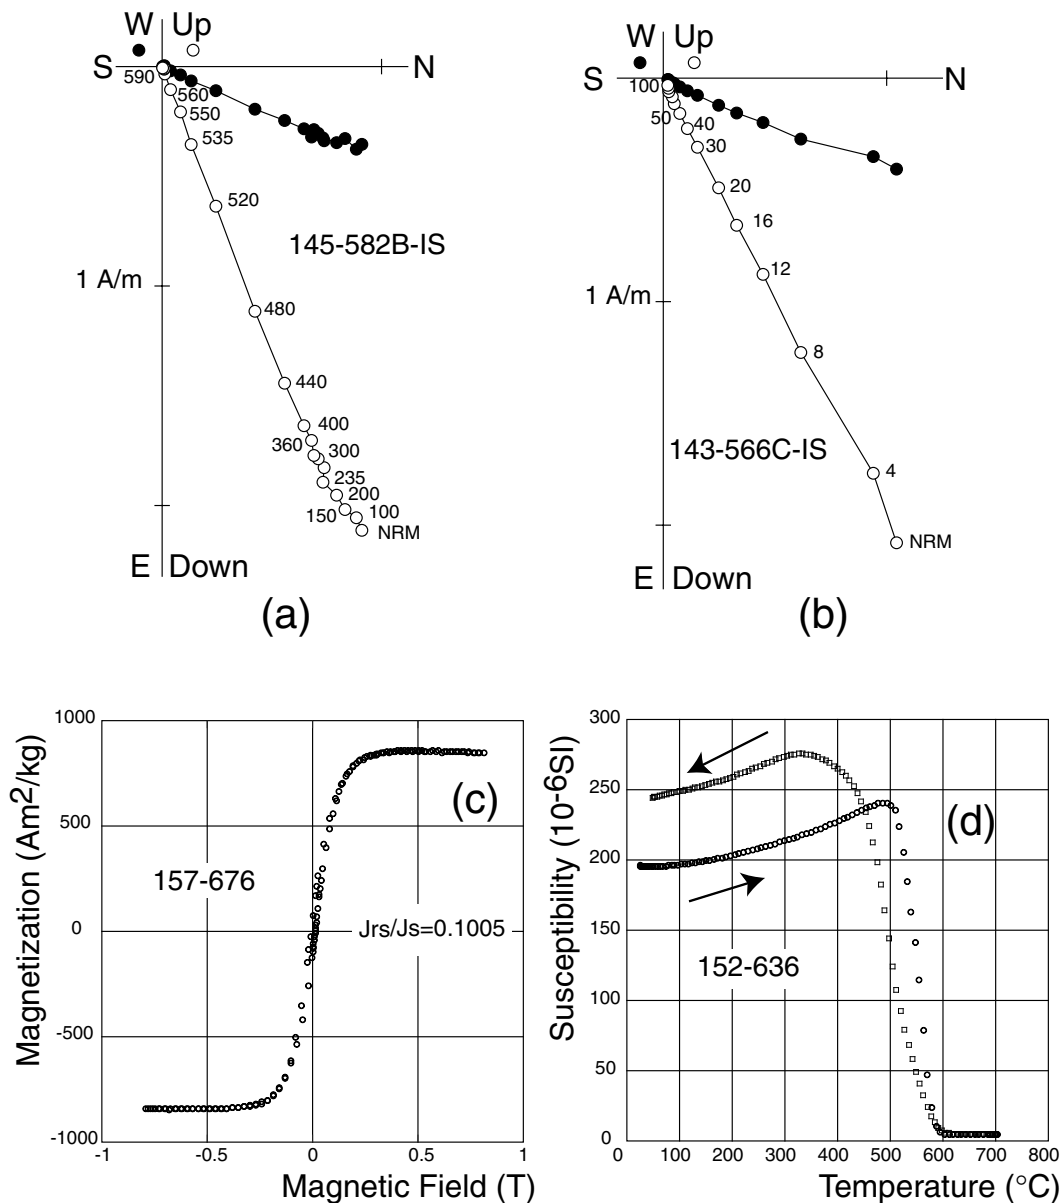 W Up
S N
590
560
550
535
520
145-582B-IS
1 A/m
480
440
400
360 300
235
200
150 100
NRM
E Down
(a)
W Up
S N
100
50 40
30
20
16
12
1 A/m
8
143-566C-IS
4
NRM
E Down
(b)
1000
500
0
-500
-1000
-1 -0.5 0 0.5 1
Magnetization (Am2/kg)
Magnetic Field (T)
(c)
157-676
Jrs/Js=0.1005
300
250
200
150
100
50
0
0 100 200 300 400 500 600 700 800
Susceptibility (10-6SI)
Temperature (°C)
(d)
152-636